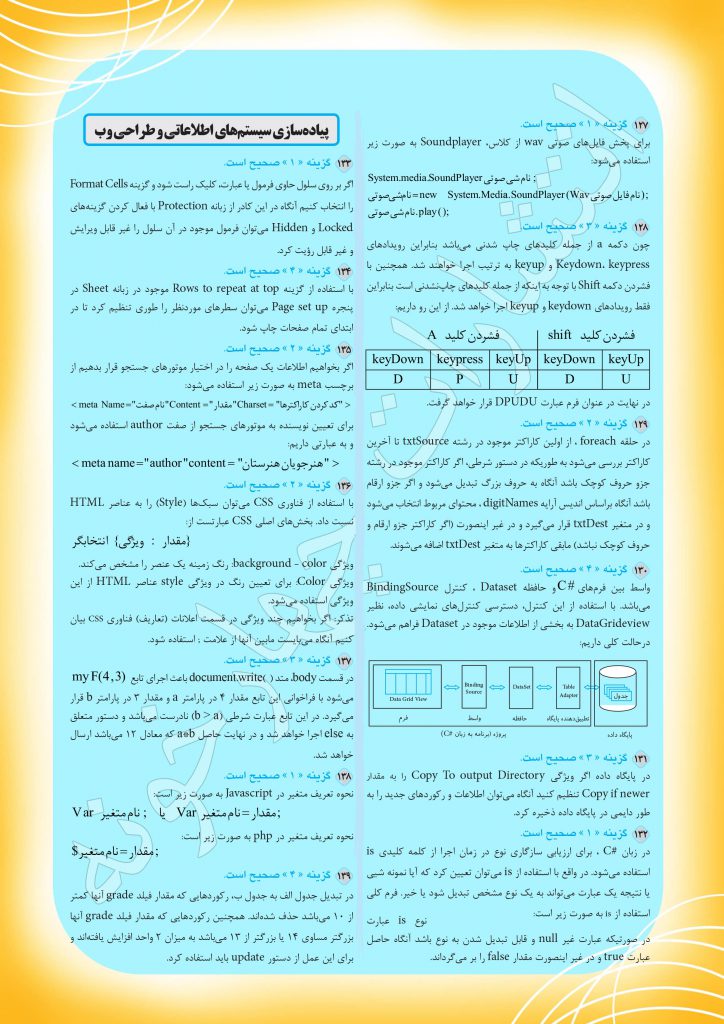 ۱۲۷ گزینه « ۱ » صحیح است.
برای پخش فایل‌های صوتی wav از کلاس، Soundplayer به صورت زیر
استفاده می‌شود:
System.media.SoundPlayer نام‌شی‌صوتی ;
نام‌شی‌صوتی=new System.Media.SoundPlayer (Wav نام فایل صوتی);
نام‌شی‌صوتی.play();
۱۲۸ گزینه « ۳ » صحیح است.
چون دکمه a از جمله کلیدهای چاپ شدنی می‌باشد بنابراین رویدادهای
Keydown، keypress و keyup به ترتیب اجرا خواهند شد. همچنین با
فشردن دکمه Shift با توجه به اینکه از جمله کلیدهای چاپ‌نشدنی است بنابراین
فقط رویدادهای keydown و keyup اجرا خواهد شد. از این رو داریم:
فشردن کلید shift فشردن کلید A
keyDown keypress keyUp keyDown keyUp
D P U D U
در نهایت در عنوان فرم عبارت DPUDU قرار خواهد گرفت.
۱۲۹ گزینه « ۲ » صحیح است.
در حلقه foreach ، از اولین کاراکتر موجود در رشته txtSource تا آخرین
کاراکتر بررسی می‌شود به طوریکه در دستور شرطی، اگر کاراکتر موجود در رشته
جزو حروف کوچک باشد آنگاه به حروف بزرگ تبدیل می‌شود و اگر جزو ارقام
باشد آنگاه براساس اندیس آرایه digitNames ، محتوای مربوط انتخاب می‌شود
و در متغیر txtDest قرار می‌گیرد و در غیر اینصورت (اگر کاراکتر جزو ارقام و
حروف کوچک نباشد) مابقی کاراکترها به متغیر txtDest اضافه می‌شوند.
۱۳۰ گزینه « ۴ » صحیح است.
واسط بین فرم‌های C# و حافظه Dataset ، کنترل BindingSource
می‌باشد. با استفاده از این کنترل، دسترسی کنترل‌های نمایشی داده، نظیر
DataGrideview به بخشی از اطلاعات موجود در Dataset فراهم می‌شود.
درحالت کلی داریم:
Data Grid View
Binding Source
DataSet
Table Adapter
جدول
فرم واسط حافظه تطبیق‌دهنده پایگاه پایگاه داده
پروژه (برنامه به زبان C#)
۱۳۱ گزینه « ۳ » صحیح است.
در پایگاه داده اگر ویژگی Copy To output Directory را به مقدار
Copy if newer تنظیم کنید آنگاه می‌توان اطلاعات و رکوردهای جدید را به
طور دایمی در پایگاه داده ذخیره کرد.
۱۳۲ گزینه « ۱ » صحیح است.
در زبان C# ، برای ارزیابی سازگاری نوع در زمان اجرا از کلمه کلیدی is
استفاده می‌شود. در واقع با استفاده از is می‌توان تعیین کرد که آیا نمونه شیی
یا نتیجه یک عبارت می‌تواند به یک نوع مشخص تبدیل شود یا خیر. فرم کلی
استفاده از is به صورت زیر است:
نوع is عبارت
در صورتیکه عبارت غیر null و قابل تبدیل شدن به نوع باشد آنگاه حاصل
عبارت true و در غیر اینصورت مقدار false را بر می‌گرداند.
پیاده‌سازی سیستم‌های اطلاعاتی و طراحی وب
۱۳۳ گزینه « ۱ » صحیح است.
اگر بر روی سلول حاوی فرمول یا عبارت، کلیک راست شود و گزینه Format Cells
را انتخاب کنیم آنگاه در این کادر از زبانه Protection با فعال کردن گزینه‌های
Locked و Hidden می‌توان فرمول موجود در آن سلول را غیر قابل ویرایش
و غیر قابل رؤیت کرد.
۱۳۴ گزینه « ۴ » صحیح است.
با استفاده از گزینه Rows to repeat at top موجود در زبانه Sheet در
پنجره Page set up می‌توان سطرهای موردنظر را طوری تنظیم کرد تا در
ابتدای تمام صفحات چاپ شود.
۱۳۵ گزینه « ۲ » صحیح است.
اگر بخواهیم اطلاعات یک صفحه را در اختیار موتورهای جستجو قرار بدهیم از
برچسب meta به صورت زیر استفاده می‌شود:
< meta Name="نام صفت" Content ="مقدار" Charset= "کد کردن کاراکترها" >
برای تعیین نویسنده به موتورهای جستجو از صفت author استفاده می‌شود
و به عبارتی داریم:
< meta name="author" content= "هنرجویان هنرستان" >
۱۳۶ گزینه « ۲ » صحیح است.
با استفاده از فناوری CSS می‌توان سبک‌ها (Style) را به عناصر HTML
نسبت داد. بخش‌های اصلی CSS عبارتست از:
{مقدار : ویژگی} انتخابگر
ویژگی background - color: رنگ زمینه یک عنصر را مشخص می‌کند.
ویژگی Color: برای تعیین رنگ در ویژگی style عناصر HTML از این
ویژگی استفاده می‌شود.
تذکر: اگر بخواهیم چند ویژگی در قسمت اعلانات (تعاریف) فناوری CSS بیان
کنیم آنگاه می‌بایست مابین آنها از علامت ; استفاده شود.
۱۳۷ گزینه « ۳ » صحیح است.
در قسمت body، متد document.write( ) باعث اجرای تابع myF(4,3)
می‌شود با فراخوانی این تابع مقدار ۴ در پارامتر a و مقدار ۳ در پارامتر b قرار
می‌گیرد. در این تابع عبارت شرطی (b > a) نادرست می‌باشد و دستور متعلق
به else اجرا خواهد شد و در نهایت حاصل a*b که معادل ۱۲ می‌باشد ارسال
خواهد شد.
۱۳۸ گزینه « ۱ » صحیح است.
نحوه تعریف متغیر در Javascript به صورت زیر است:
Var نام متغیر ; یا Var نام متغیر=مقدار;
نحوه تعریف متغیر در php به صورت زیر است:
$نام متغیر=مقدار;
۱۳۹ گزینه « ۴ » صحیح است.
در تبدیل جدول الف به جدول ب، رکوردهایی که مقدار فیلد grade آنها کمتر
از ۱۰ می‌باشد حذف شده‌اند. همچنین رکوردهایی که مقدار فیلد grade آنها
بزرگتر مساوی ۱۴ یا بزرگتر از ۱۳ می‌باشد به میزان ۲ واحد افزایش یافته‌اند و
برای این عمل از دستور update باید استفاده کرد.
انتشارات چهارخونه